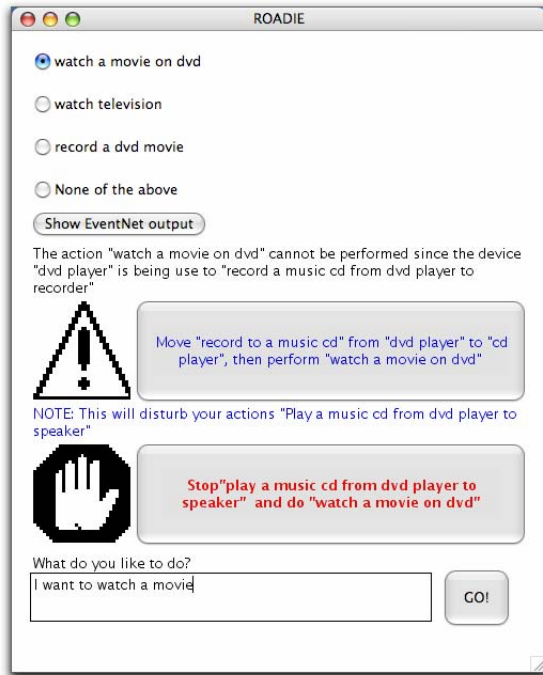 ROADIE
watch a movie on dvd
watch television
record a dvd movie
None of the above
Show EventNet output
The action "watch a movie on dvd" cannot be performed since the device
"dvd player" is being use to "record a music cd from dvd player to
recorder"
Move "record to a music cd" from "dvd player" to "cd
player", then perform "watch a movie on dvd"
NOTE: This will disturb your actions "Play a music cd from dvd player to
speaker"
Stop"play a music cd from dvd player to
speaker" and do "watch a movie on dvd"
What do you like to do?
I want to watch a movie
GO!